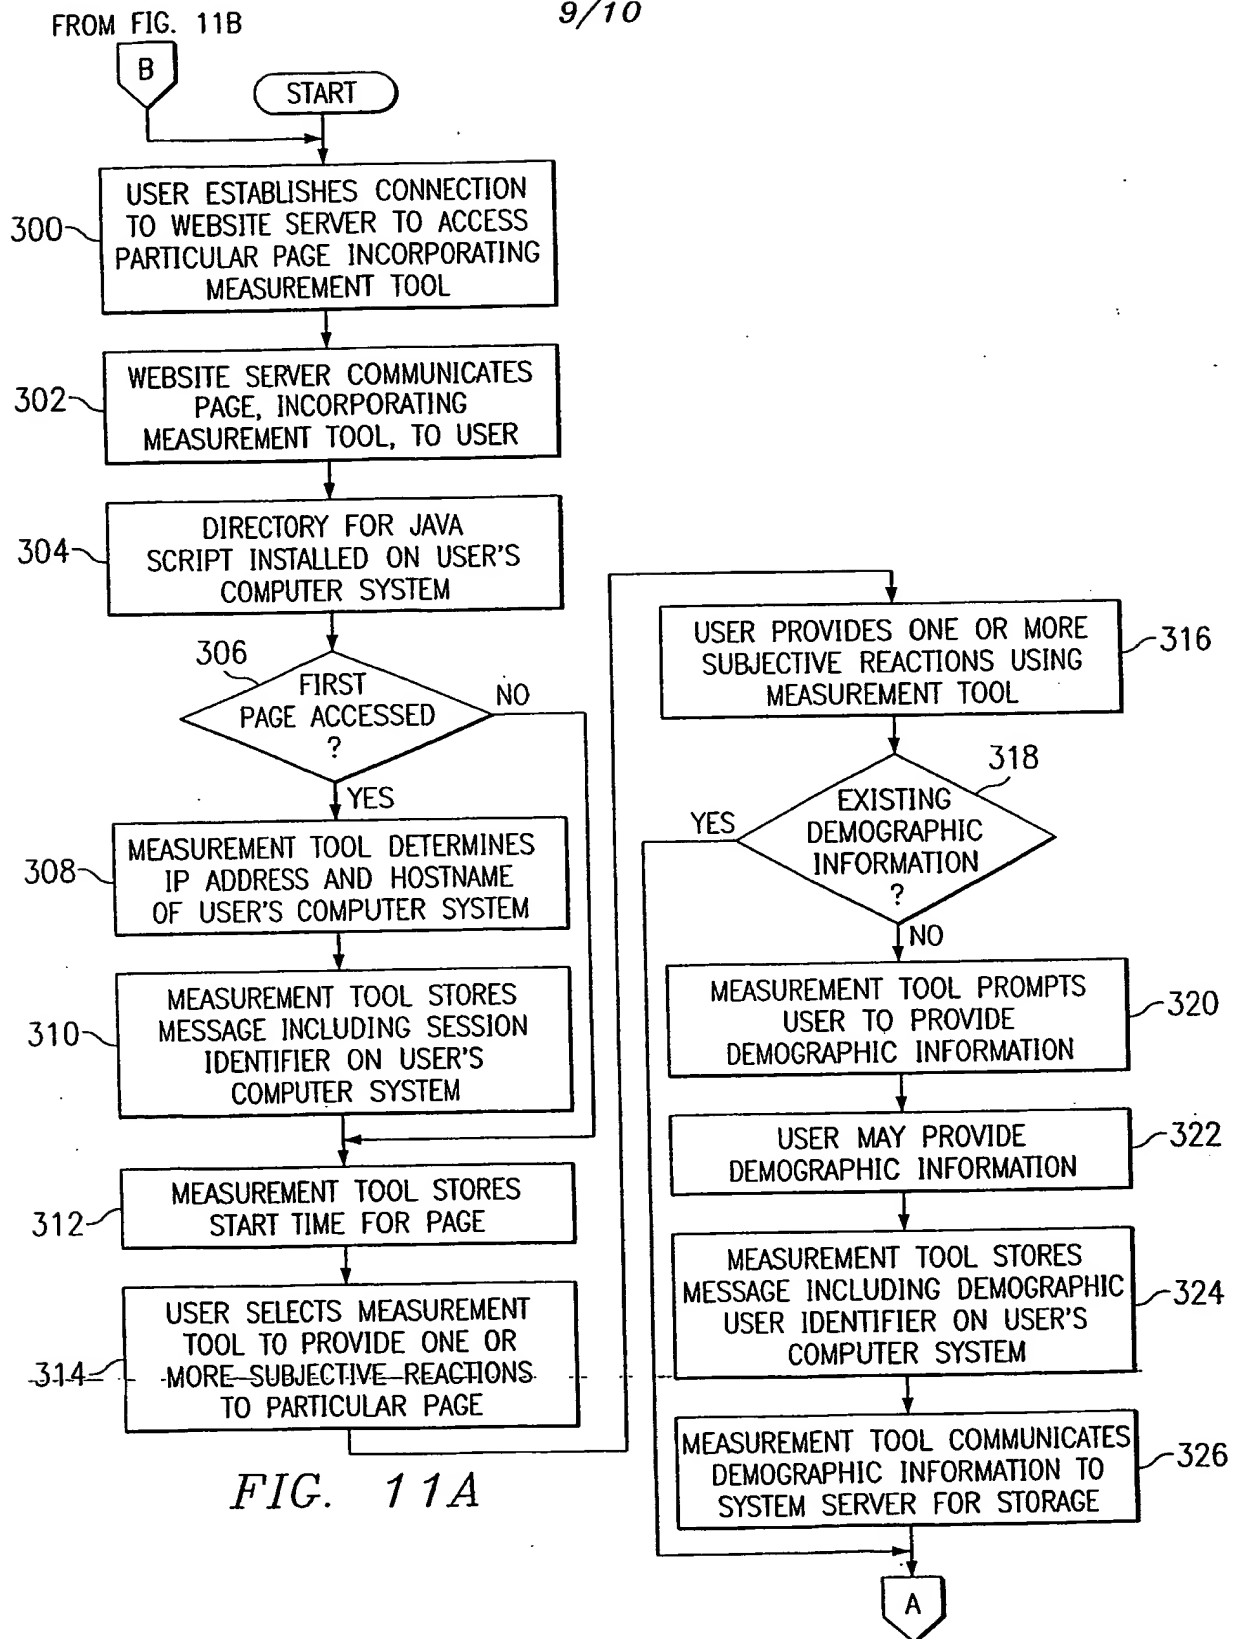 9/10
FROM FIG. 11B
B
START
300
USER ESTABLISHES CONNECTION
TO WEBSITE SERVER TO ACCESS
PARTICULAR PAGE INCORPORATING
MEASUREMENT TOOL
302
WEBSITE SERVER COMMUNICATES
PAGE, INCORPORATING
MEASUREMENT TOOL, TO USER
304
DIRECTORY FOR JAVA
SCRIPT INSTALLED ON USER'S
COMPUTER SYSTEM
306
FIRST
PAGE ACCESSED
?
NO
YES
308
MEASUREMENT TOOL DETERMINES
IP ADDRESS AND HOSTNAME
OF USER'S COMPUTER SYSTEM
310
MEASUREMENT TOOL STORES
MESSAGE INCLUDING SESSION
IDENTIFIER ON USER'S
COMPUTER SYSTEM
312
MEASUREMENT TOOL STORES
START TIME FOR PAGE
314
USER SELECTS MEASUREMENT
TOOL TO PROVIDE ONE OR
MORE SUBJECTIVE REACTIONS
TO PARTICULAR PAGE
316
USER PROVIDES ONE OR MORE
SUBJECTIVE REACTIONS USING
MEASUREMENT TOOL
318
EXISTING
DEMOGRAPHIC
INFORMATION
?
YES
NO
320
MEASUREMENT TOOL PROMPTS
USER TO PROVIDE
DEMOGRAPHIC INFORMATION
322
USER MAY PROVIDE
DEMOGRAPHIC INFORMATION
324
MEASUREMENT TOOL STORES
MESSAGE INCLUDING DEMOGRAPHIC
USER IDENTIFIER ON USER'S
COMPUTER SYSTEM
326
MEASUREMENT TOOL COMMUNICATES
DEMOGRAPHIC INFORMATION TO
SYSTEM SERVER FOR STORAGE
A
FIG. 11A